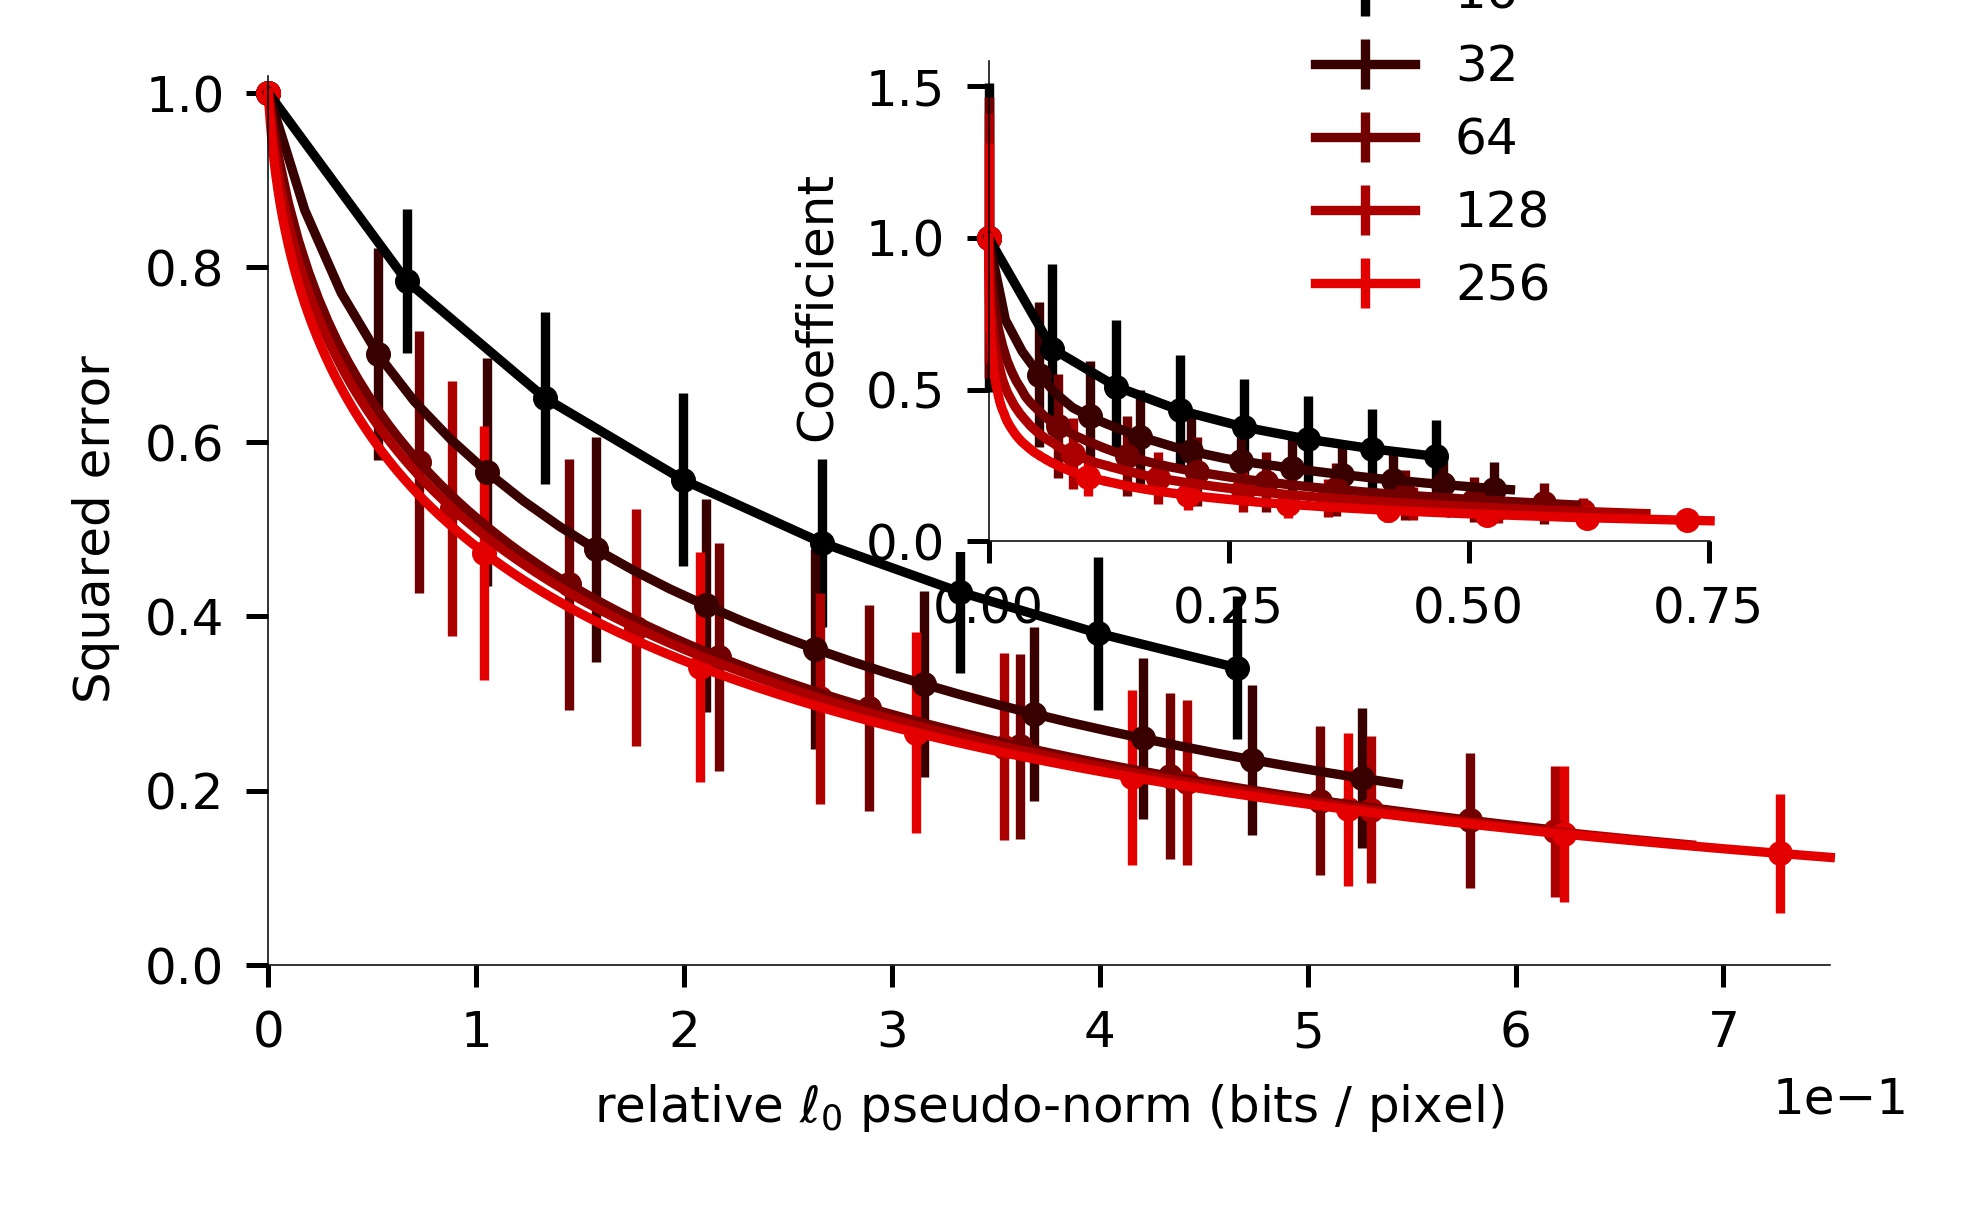 16
32
64
128
256
1.5
1.0
0.5
0.0
Coefficient
0.00 0.25 0.50 0.75
1.0
0.8
0.6
0.4
0.2
0.0
Squared error
0 1 2 3 4 5 6 7
1e−1
relative ℓ0 pseudo-norm (bits / pixel)